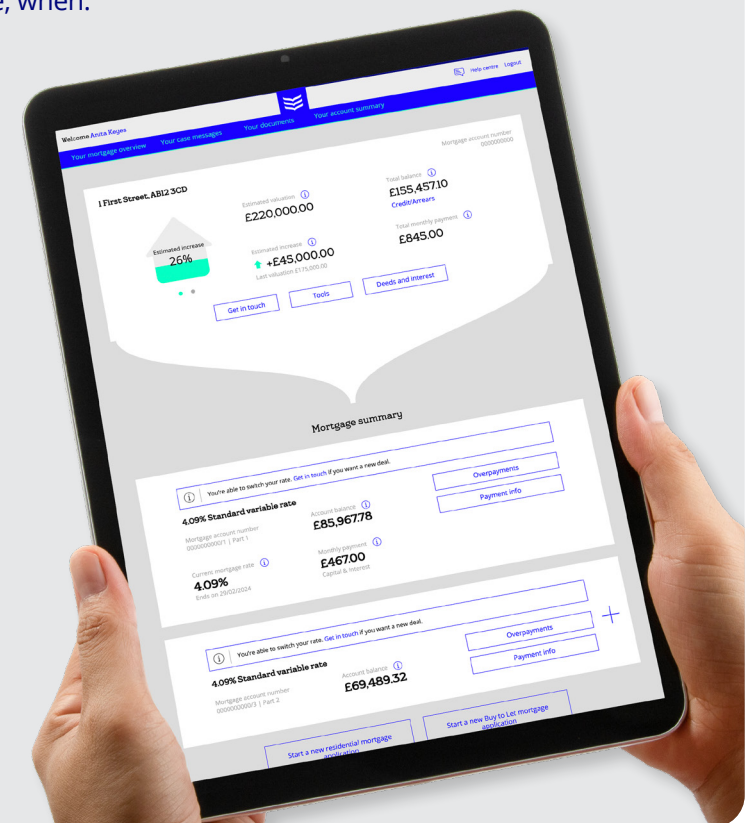 e, when.
Help centre Logout
Welcome Anita Keyes
Your mortgage overview Your case messages Your documents Your account summary
Mortgage account number
0000000000
1 First Street, AB12 3CD
Estimated valuation
£220,000.00
Total balance
£155,457.10
Credit/Arrears
Estimated increase
26%
Estimated increase
+£45,000.00
Last valuation £175,000.00
Total monthly payment
£845.00
Get in touch Tools Deeds and interest
Mortgage summary
You're able to switch your rate. Get in touch if you want a new deal.
4.09% Standard variable rate
Mortgage account number
0000000000/1 | Part 1
Account balance
£85,967.78
Overpayments
Payment info
Current mortgage rate
4.09%
Ends on 29/02/2024
Monthly payment
£467.00
Capital & interest
You're able to switch your rate. Get in touch if you want a new deal.
4.09% Standard variable rate
Mortgage account number
0000000000/3 | Part 2
Account balance
£69,489.32
Overpayments
Payment info
Start a new residential mortgage
application
Start a new Buy to Let mortgage
application